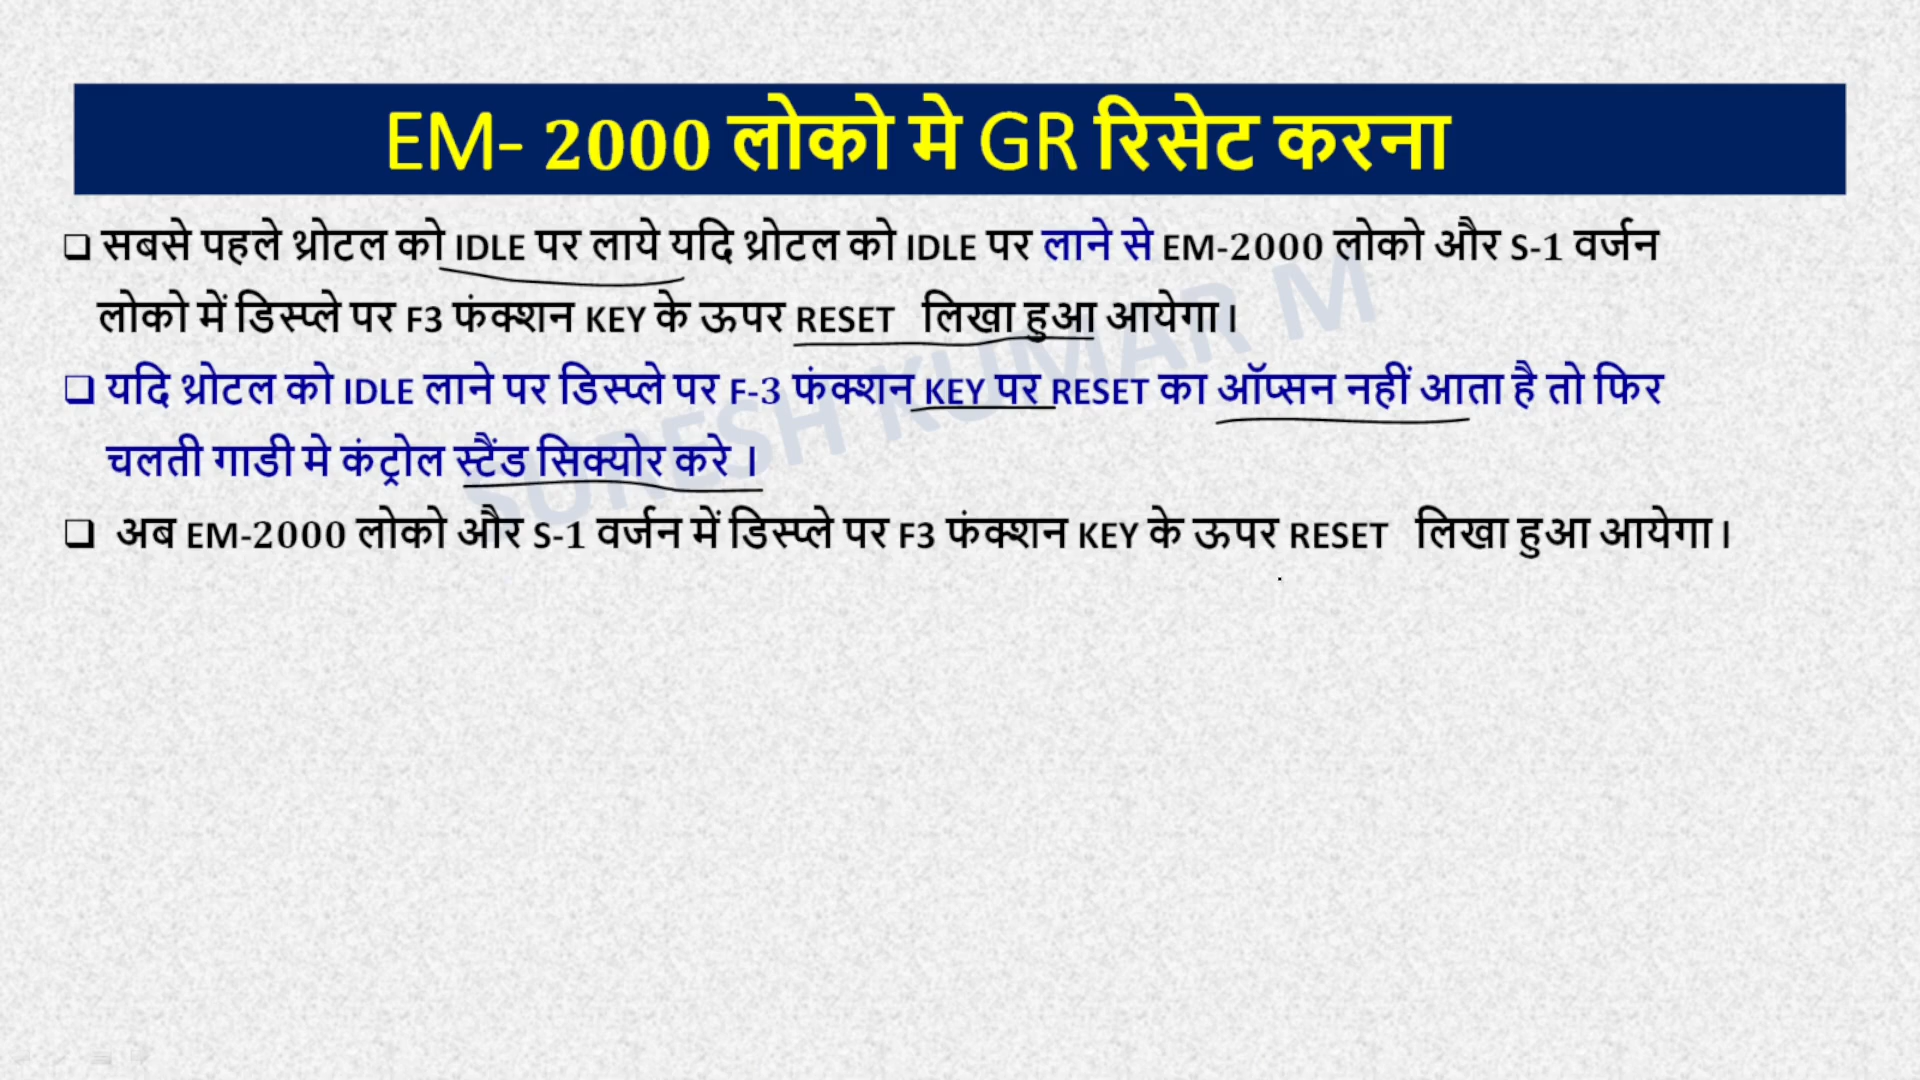 EM- 2000 लोको मे GR रिसेट करना
❑ सबसे पहले थ्रोटल को IDLE पर लाये यदि थ्रोटल को IDLE पर लाने से EM-2000 लोको और S-1 वर्जन
लोको में डिस्प्ले पर F3 फंक्शन KEY के ऊपर RESET लिखा हुआ आयेगा।
❑ यदि थ्रोटल को IDLE लाने पर डिस्प्ले पर F-3 फंक्शन KEY पर RESET का ऑप्सन नहीं आता है तो फिर
चलती गाडी मे कंट्रोल स्टैंड सिक्योर करे ।
❑ अब EM-2000 लोको और S-1 वर्जन में डिस्प्ले पर F3 फंक्शन KEY के ऊपर RESET लिखा हुआ आयेगा।
SURESH KUMAR M